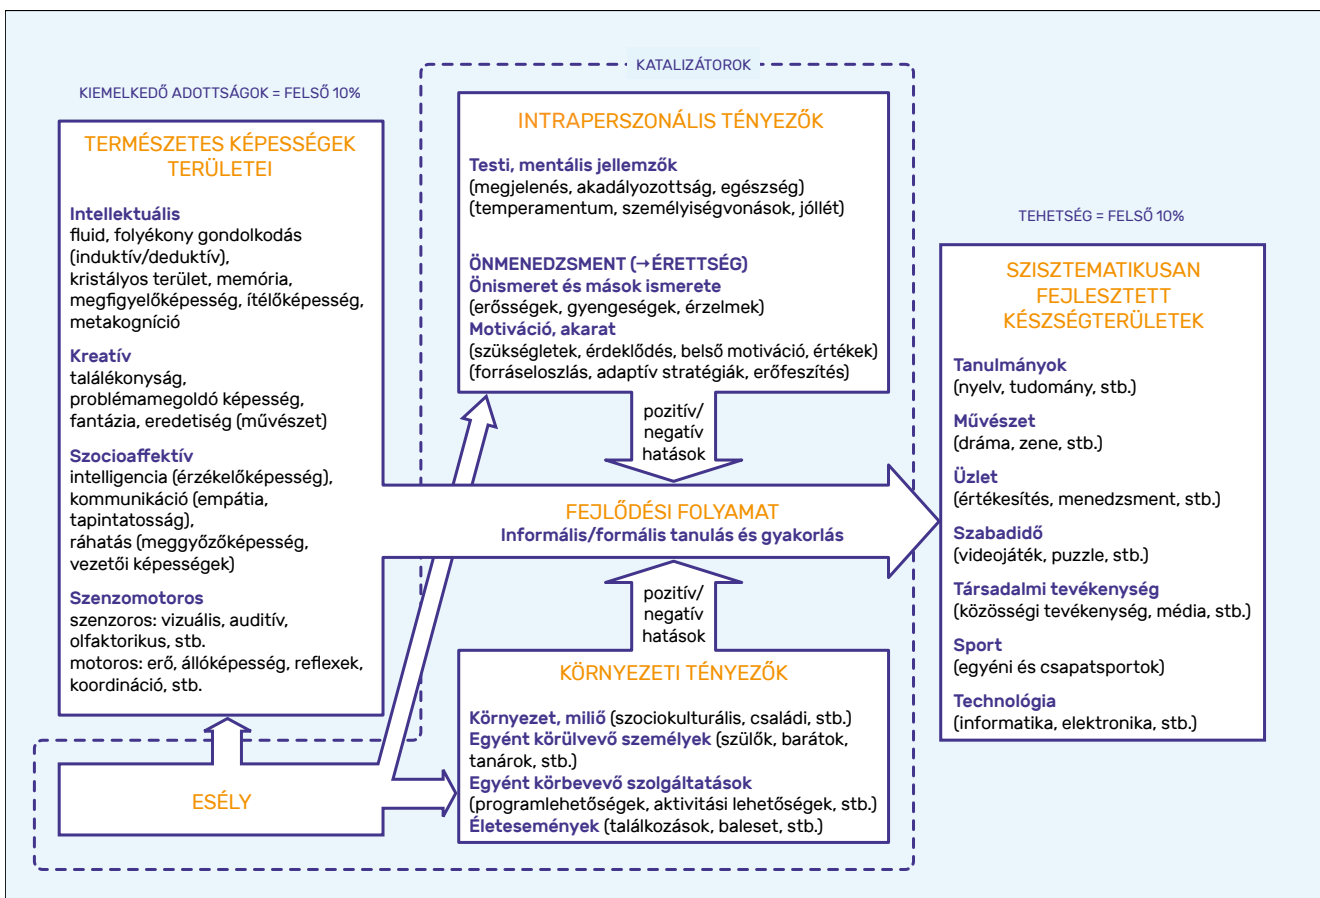 KIEMELKEDŐ ADOTTSÁGOK = FELSŐ 10%
TERMÉSZETES KÉPESSÉGEK
TERÜLETEI
Intellektuális
fluid, folyékony gondolkodás
(induktív/deduktív),
kristályos terület, memória,
megfigyelőképesség, ítélőképesség,
metakogníció
Kreatív
találékonyság,
problémamegoldó képesség,
fantázia, eredetiség (művészet)
Szocioaffektív
intelligencia (érzékelőképesség),
kommunikáció (empátia,
tapintatosság),
ráhatás (meggyőzőképesség,
vezetői képességek)
Szenzomotoros
szenzoros: vizuális, auditív,
olfaktorikus, stb.
motoros: erő, állóképesség, reflexek,
koordináció, stb.
ESÉLY
KATALIZÁTOROK
INTRAPERSZONÁLIS TÉNYEZŐK
Testi, mentális jellemzők
(megjelenés, akadályozottság, egészség)
(temperamentum, személyiségvonások, jóllét)
ÖNMENEDZSMENT (→ÉRETTSÉG)
Önismeret és mások ismerete
(erősségek, gyengeségek, érzelmek)
Motiváció, akarat
(szükségletek, érdeklődés, belső motiváció, értékek)
(forráseloszlás, adaptív stratégiák, erőfeszítés)
pozitív/
negatív
hatások
FEJLŐDÉSI FOLYAMAT
Informális/formális tanulás és gyakorlás
pozitív/
negatív
hatások
KÖRNYEZETI TÉNYEZŐK
Környezet, miliő (szociokulturális, családi, stb.)
Egyént körülvevő személyek (szülők, barátok,
tanárok, stb.)
Egyént körbevevő szolgáltatások
(programlehetőségek, aktivitási lehetőségek, stb.)
Életesemények (találkozások, baleset, stb.)
TEHETSÉG = FELSŐ 10%
SZISZTEMATIKUSAN
FEJLESZTETT
KÉSZSÉGTERÜLETEK
Tanulmányok
(nyelv, tudomány, stb.)
Művészet
(dráma, zene, stb.)
Üzlet
(értékesítés, menedzsment, stb.)
Szabadidő
(videojáték, puzzle, stb.)
Társadalmi tevékenység
(közösségi tevékenység, média, stb.)
Sport
(egyéni és csapatsportok)
Technológia
(informatika, elektronika, stb.)